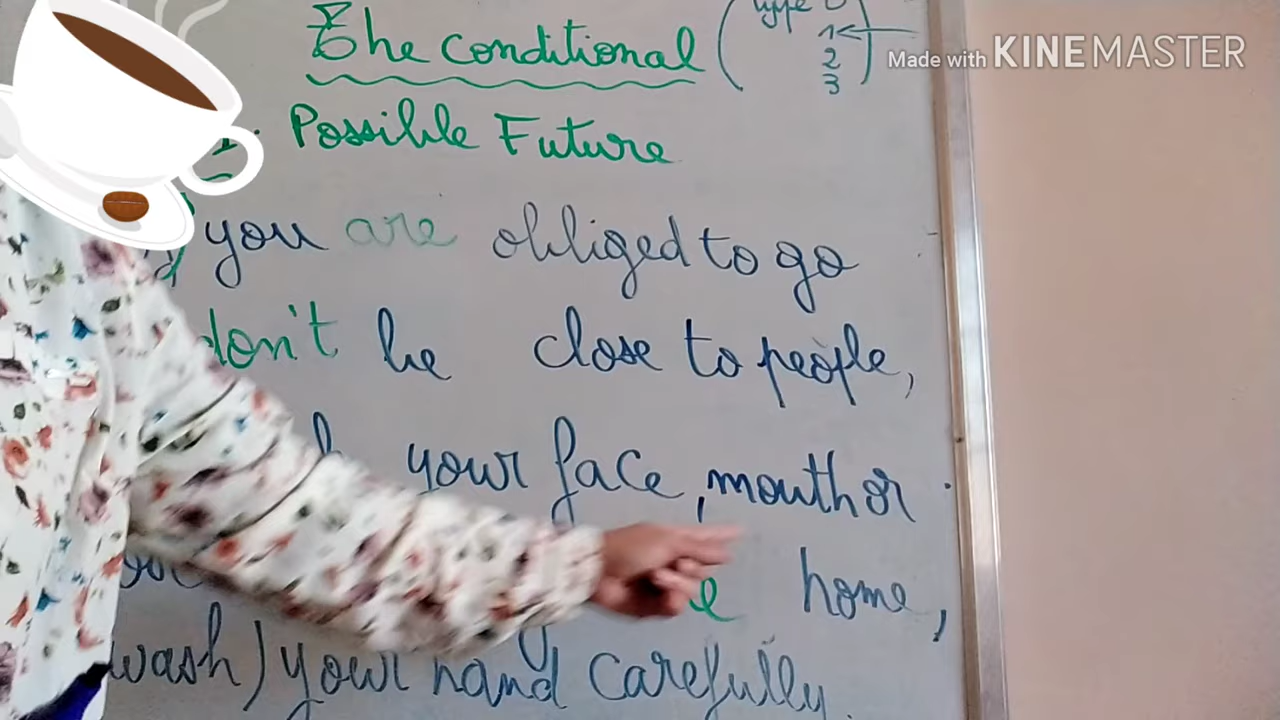 The conditional (type 0
1
2
3)
Made with KINEMASTER
1. Possible Future
you are obliged to go
don't be close to people,
your face, mouth or
home,
wash) your hand carefully.